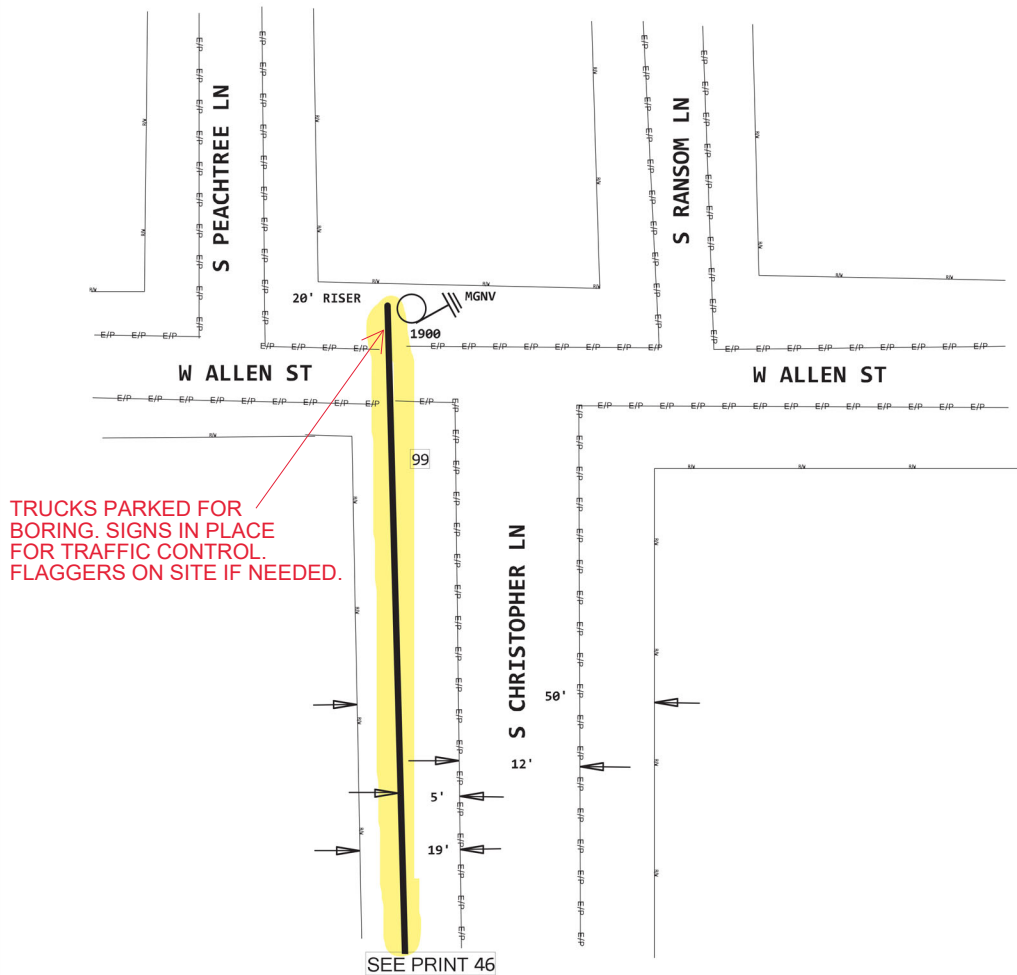 S PEACHTREE LN
S RANSOM LN
20' RISER
MGNV
1900
W ALLEN ST
W ALLEN ST
99
TRUCKS PARKED FOR
BORING. SIGNS IN PLACE
FOR TRAFFIC CONTROL.
FLAGGERS ON SITE IF NEEDED.
S CHRISTOPHER LN
50'
12'
5'
19'
SEE PRINT 46
E/P
R/W